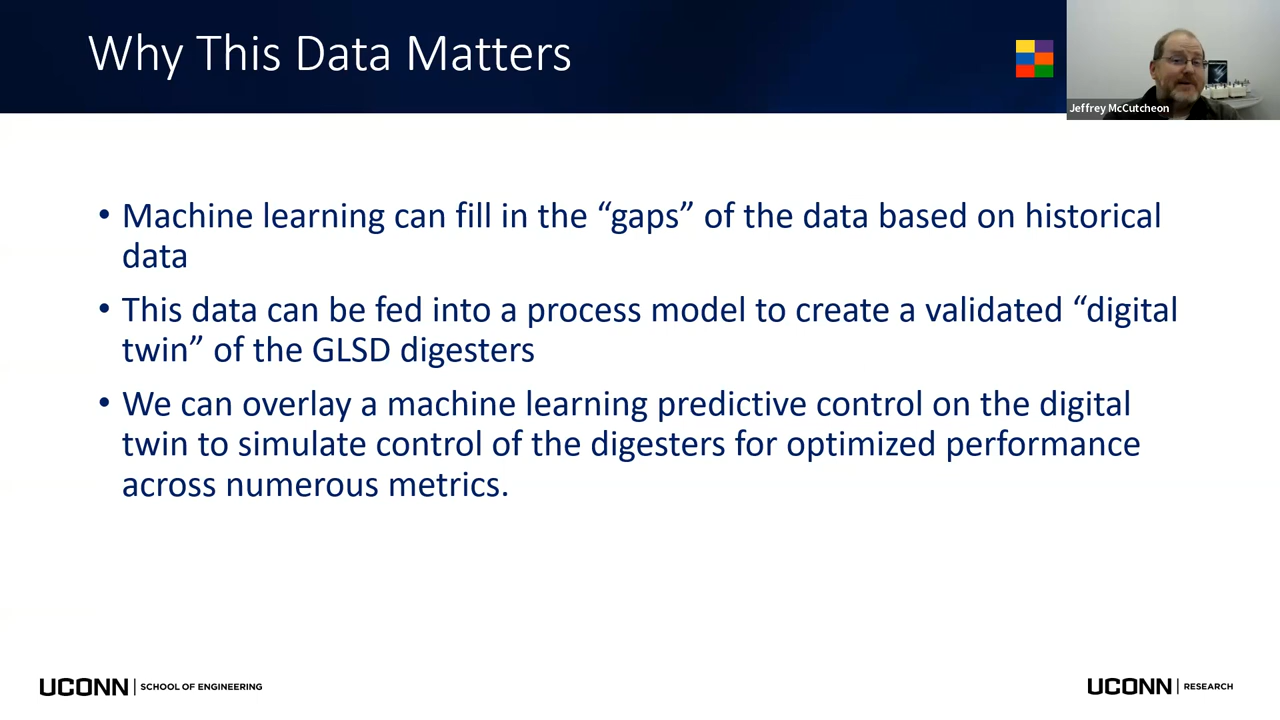 Why This Data Matters
Jeffrey McCutcheon
• Machine learning can fill in the “gaps” of the data based on historical
data
• This data can be fed into a process model to create a validated “digital
twin” of the GLSD digesters
• We can overlay a machine learning predictive control on the digital
twin to simulate control of the digesters for optimized performance
across numerous metrics.
UCONN | SCHOOL OF ENGINEERING
UCONN | RESEARCH